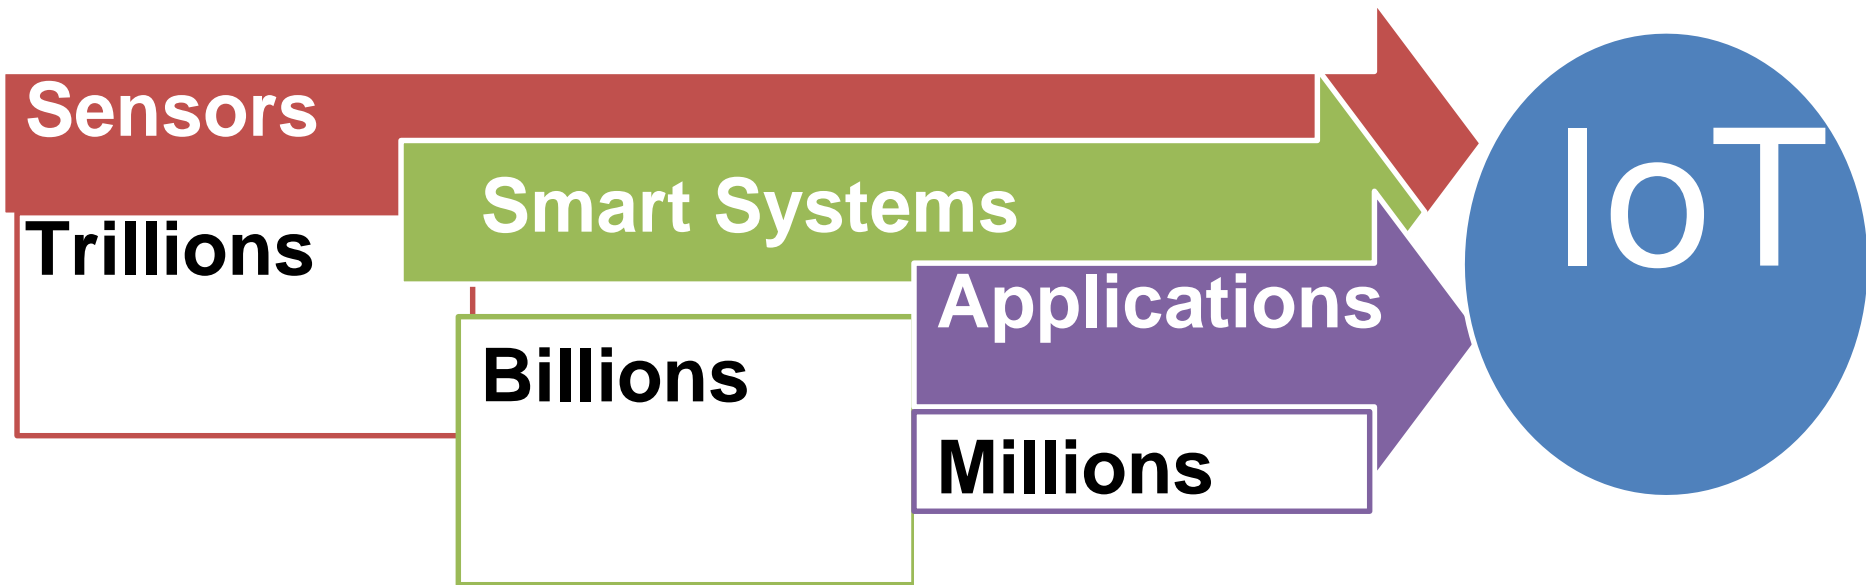 Sensors
Trillions
Smart Systems
Billions
Applications
Millions
IoT